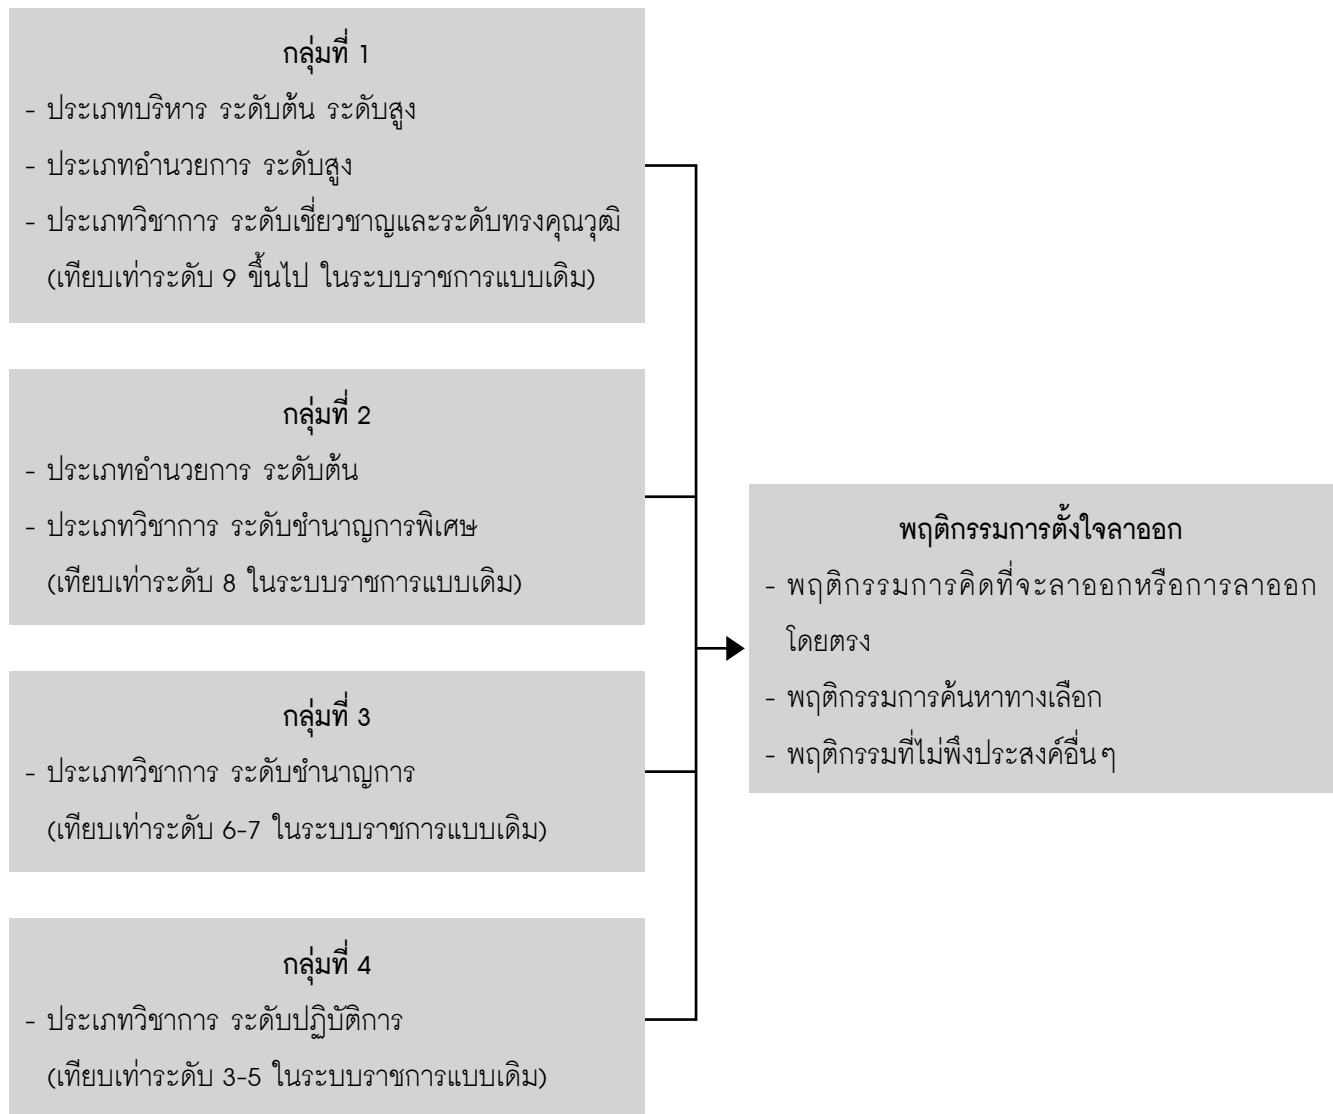 กลุ่มที่ 1
- ประเภทบริหาร ระดับต้น ระดับสูง
- ประเภทอำนวยการ ระดับสูง
- ประเภทวิชาการ ระดับเชี่ยวชาญและระดับทรงคุณวุฒิ
(เทียบเท่าระดับ 9 ขึ้นไป ในระบบราชการแบบเดิม)
กลุ่มที่ 2
- ประเภทอำนวยการ ระดับต้น
- ประเภทวิชาการ ระดับชำนาญการพิเศษ
(เทียบเท่าระดับ 8 ในระบบราชการแบบเดิม)
กลุ่มที่ 3
- ประเภทวิชาการ ระดับชำนาญการ
(เทียบเท่าระดับ 6-7 ในระบบราชการแบบเดิม)
กลุ่มที่ 4
- ประเภทวิชาการ ระดับปฏิบัติการ
(เทียบเท่าระดับ 3-5 ในระบบราชการแบบเดิม)
พฤติกรรมการตั้งใจลาออก
- พฤติกรรมการคิดที่จะลาออกหรือการลาออก
โดยตรง
- พฤติกรรมการค้นหาทางเลือก
- พฤติกรรมที่ไม่พึงประสงค์อื่นๆ